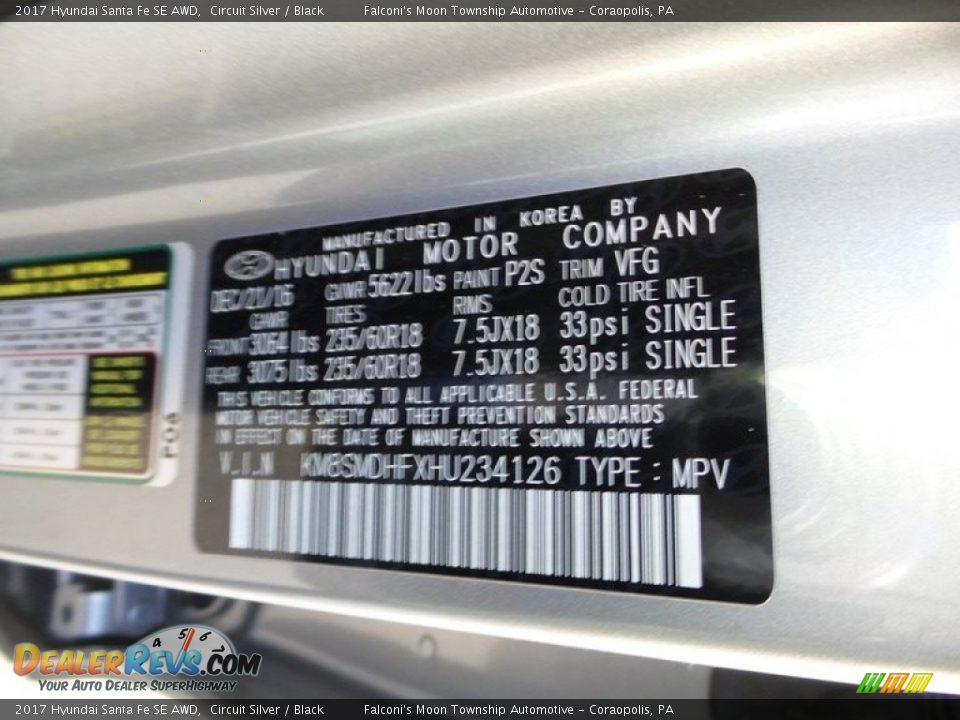 2017 Hyundai Santa Fe SE AWD, Circuit Silver / Black Falconi's Moon Township Automotive - Coraopolis, PA
MANUFACTURED IN KOREA BY
HYUNDAI MOTOR COMPANY
DEC/21/16 GVWR 5622lbs PAINT P2S TRIM VFG
GAWR TIRES RMS COLD TIRE INFL
FRONT 3064lbs 235/60R18 7.5JX18 33psi SINGLE
REAR 3075lbs 235/60R18 7.5JX18 33psi SINGLE
THIS VEHICLE CONFORMS TO ALL APPLICABLE U.S.A. FEDERAL
MOTOR VEHICLE SAFETY AND THEFT PREVENTION STANDARDS
IN EFFECT ON THE DATE OF MANUFACTURE SHOWN ABOVE
V.I.N KM8SMDHFXHU234126 TYPE : MPV
4 5 6
DEALERREVS.COM
YOUR AUTO DEALER SUPERHIGHWAY
2017 Hyundai Santa Fe SE AWD, Circuit Silver / Black Falconi's Moon Township Automotive - Coraopolis, PA